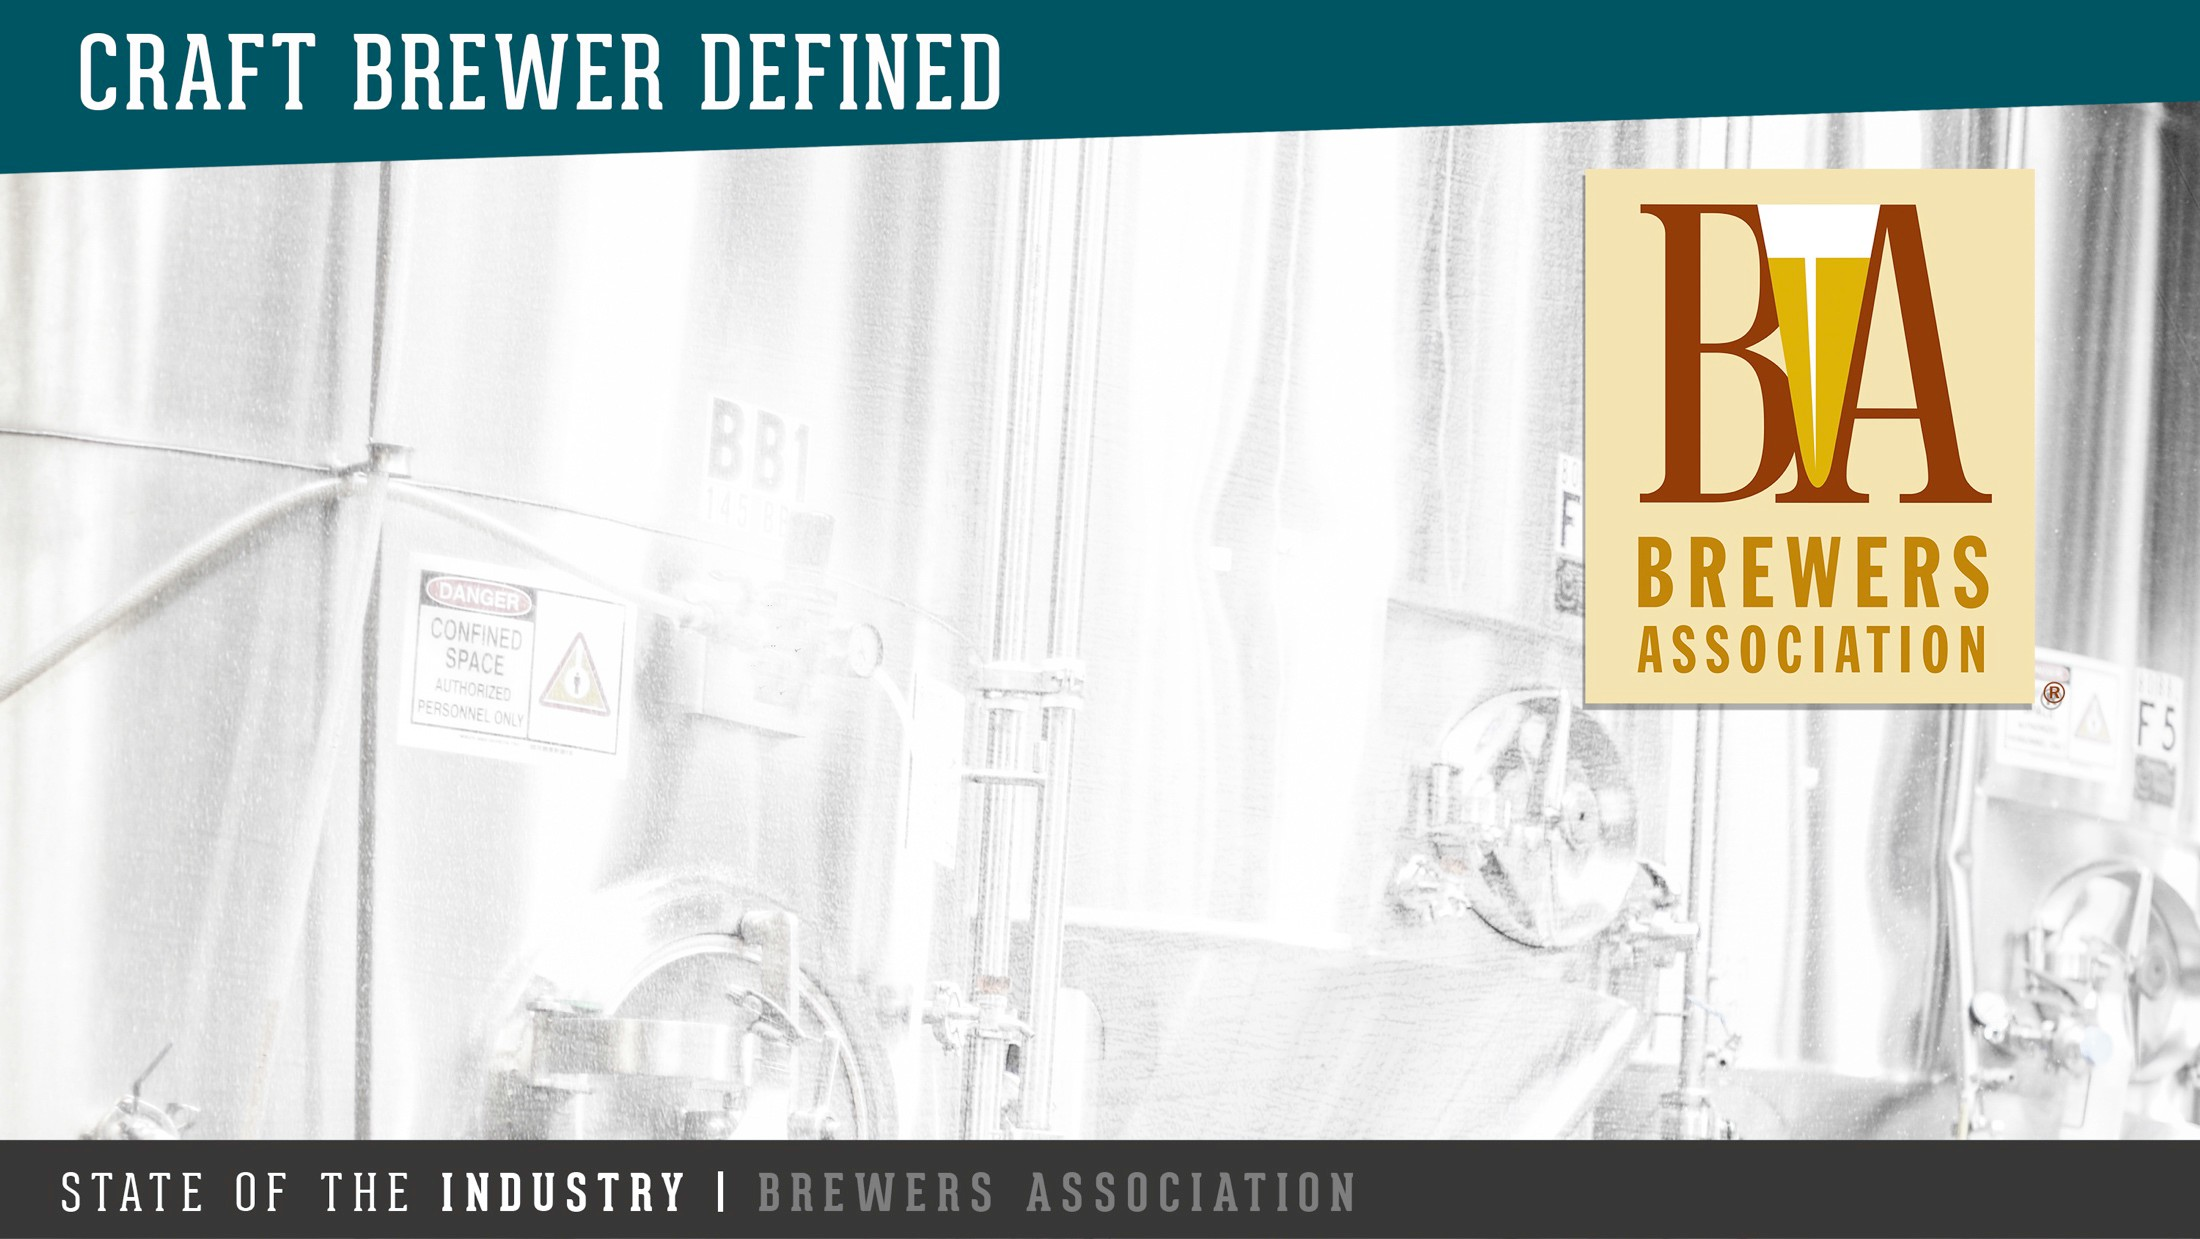 CRAFT BREWER DEFINED
BA
BREWERS
ASSOCIATION
®
BB1
DANGER
CONFINED
SPACE
AUTHORIZED
PERSONNEL ONLY
F
F5
STATE OF THE INDUSTRY | BREWERS ASSOCIATION